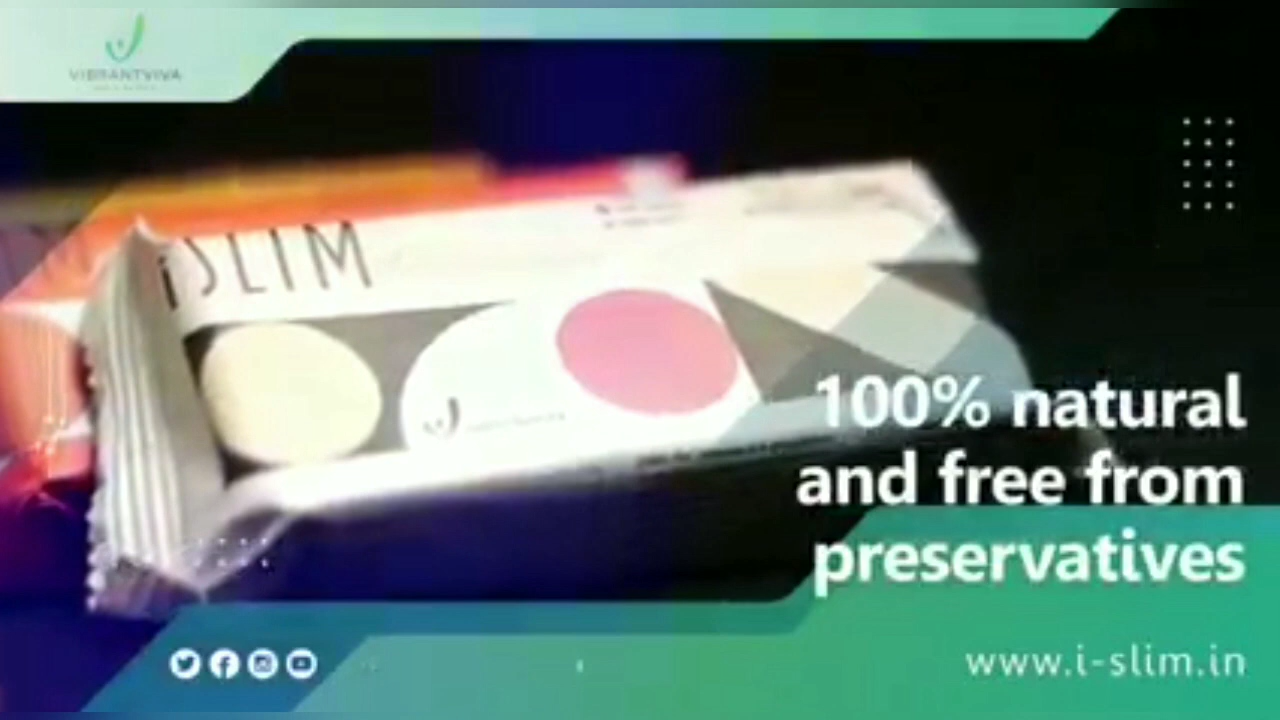 VIBRANTVIVA
iSLIM
100% natural
and free from
preservatives
www.i-slim.in